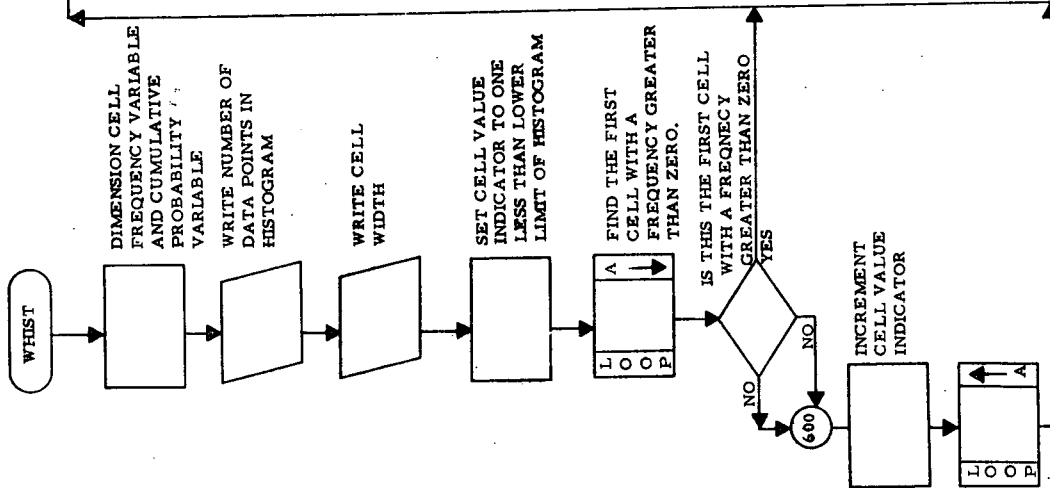 WHIST
DIMENSION CELL
FREQUENCY VARIABLE
AND CUMULATIVE
PROBABILITY
VARIABLE
WRITE NUMBER OF
DATA POINTS IN
HISTOGRAM
WRITE CELL
WIDTH
SET CELL VALUE
INDICATOR TO ONE
LESS THAN LOWER
LIMIT OF HISTOGRAM
LOOP
A
FIND THE FIRST
CELL WITH A
FREQUENCY GREATER
THAN ZERO.
IS THIS THE FIRST CELL
WITH A FREQNECY
GREATER THAN ZERO
YES
NO
NO
600
INCREMENT
CELL VALUE
INDICATOR
LOOP
A